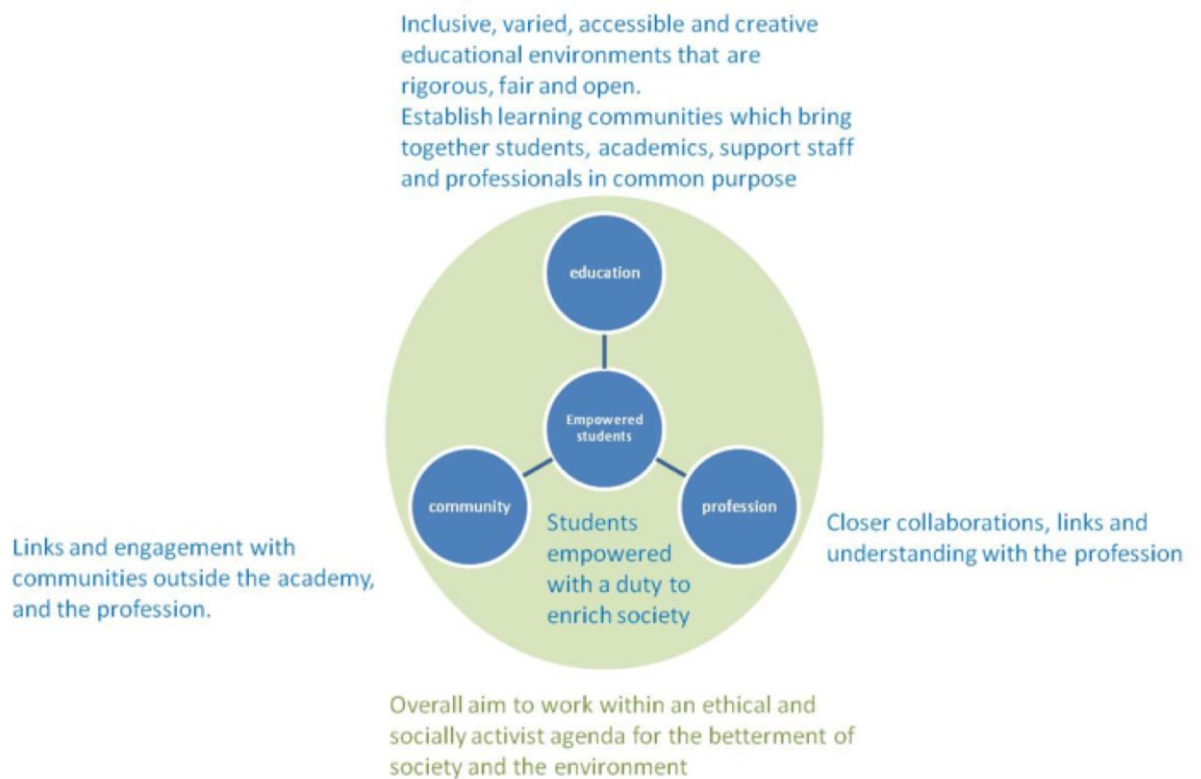 Inclusive, varied, accessible and creative
educational environments that are
rigorous, fair and open.
Establish learning communities which bring
together students, academics, support staff
and professionals in common purpose
education
Empowered
students
community
profession
Students
empowered
with a duty to
enrich society
Links and engagement with
communities outside the academy,
and the profession.
Closer collaborations, links and
understanding with the profession
Overall aim to work within an ethical and
socially activist agenda for the betterment of
society and the environment